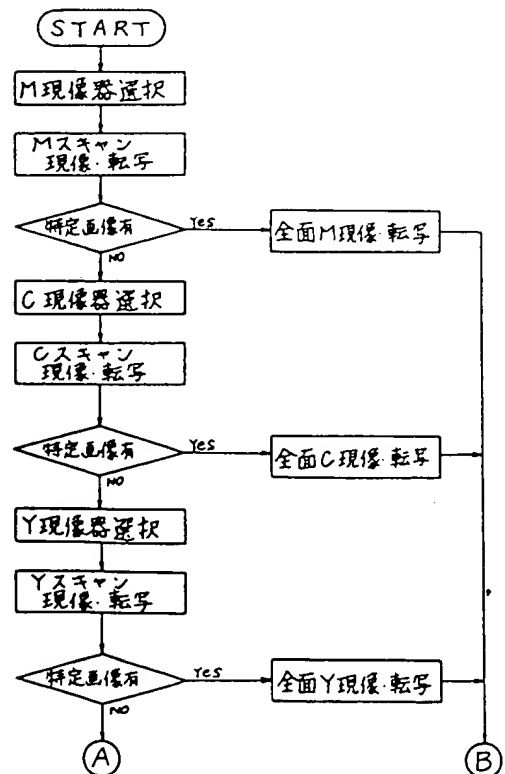 START
M現像器選択
Mスキャン
現像・転写
特定画像有
Yes
全面M現像・転写
NO
C現像器選択
Cスキャン
現像・転写
特定画像有
Yes
全面C現像・転写
NO
Y現像器選択
Yスキャン
現像・転写
特定画像有
Yes
全面Y現像・転写
NO
A
B